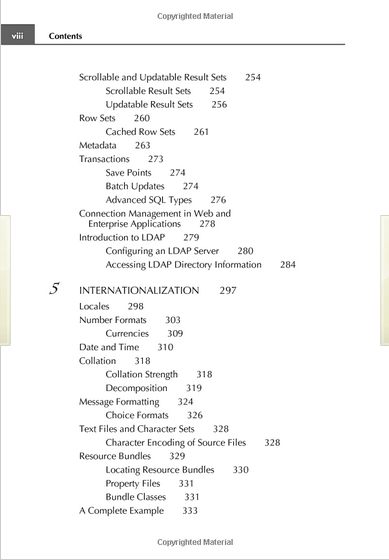 Copyrighted Material
viii Contents
Scrollable and Updatable Result Sets 254
Scrollable Result Sets 254
Updatable Result Sets 256
Row Sets 260
Cached Row Sets 261
Metadata 263
Transactions 273
Save Points 274
Batch Updates 274
Advanced SQL Types 276
Connection Management in Web and
Enterprise Applications 278
Introduction to LDAP 279
Configuring an LDAP Server 280
Accessing LDAP Directory Information 284
5 INTERNATIONALIZATION 297
Locales 298
Number Formats 303
Currencies 309
Date and Time 310
Collation 318
Collation Strength 318
Decomposition 319
Message Formatting 324
Choice Formats 326
Text Files and Character Sets 328
Character Encoding of Source Files 328
Resource Bundles 329
Locating Resource Bundles 330
Property Files 331
Bundle Classes 331
A Complete Example 333
Copyrighted Material